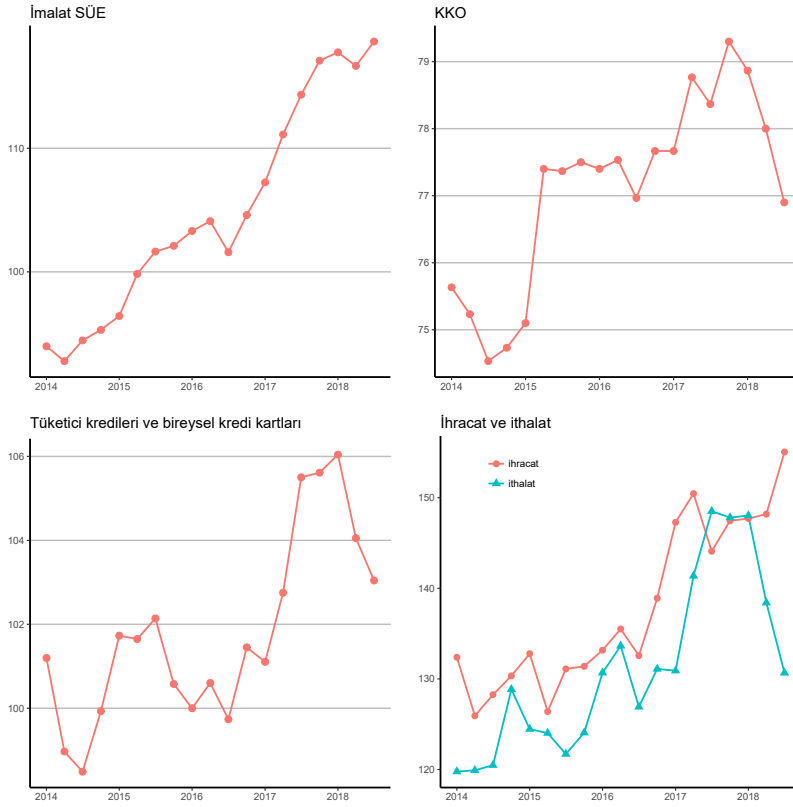 İmalat SÜE
110
100
2014 2015 2016 2017 2018
KKO
79
78
77
76
75
2014 2015 2016 2017 2018
Tüketici kredileri ve bireysel kredi kartları
106
104
102
100
2014 2015 2016 2017 2018
İhracat ve ithalat
ihracat
ithalat
150
140
130
120
2014 2015 2016 2017 2018